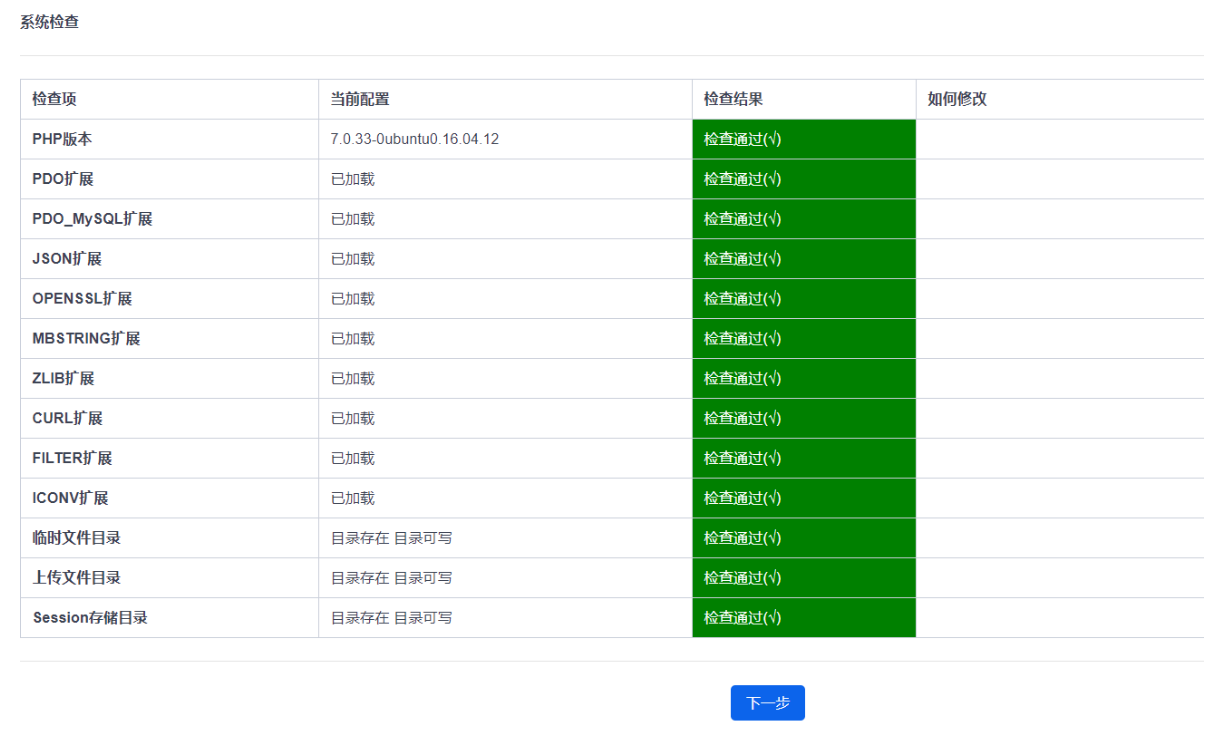 系统检查
检查项 当前配置 检查结果 如何修改
PHP版本 7.0.33-0ubuntu0.16.04.12 检查通过(√)
PDO扩展 已加载 检查通过(√)
PDO_MySQL扩展 已加载 检查通过(√)
JSON扩展 已加载 检查通过(√)
OPENSSL扩展 已加载 检查通过(√)
MBSTRING扩展 已加载 检查通过(√)
ZLIB扩展 已加载 检查通过(√)
CURL扩展 已加载 检查通过(√)
FILTER扩展 已加载 检查通过(√)
ICONV扩展 已加载 检查通过(√)
临时文件目录 目录存在 目录可写 检查通过(√)
上传文件目录 目录存在 目录可写 检查通过(√)
Session存储目录 目录存在 目录可写 检查通过(√)
下一步